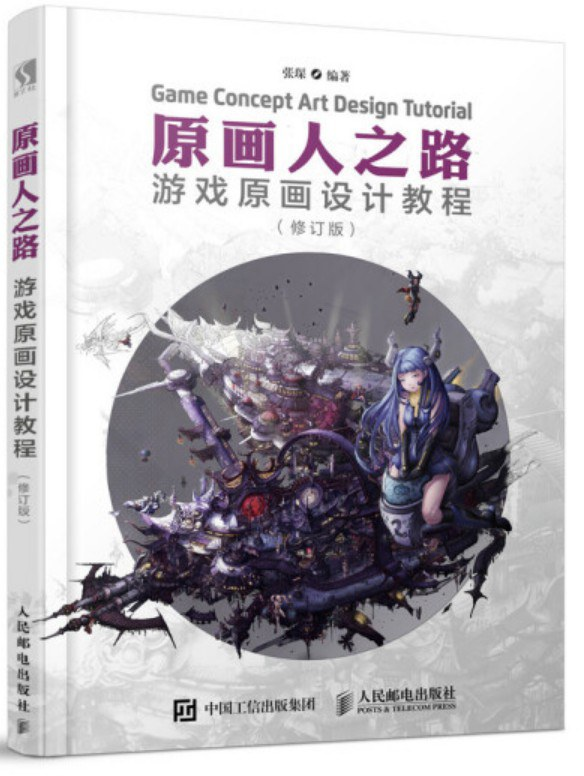 张琛 编著
Game Concept Art Design Tutorial
原画人之路
游戏原画设计教程
（修订版）
中国工信出版集团
人民邮电出版社
POSTS & TELECOM PRESS
原画人之路
游戏原画设计教程
（修订版）
人民邮电出版社